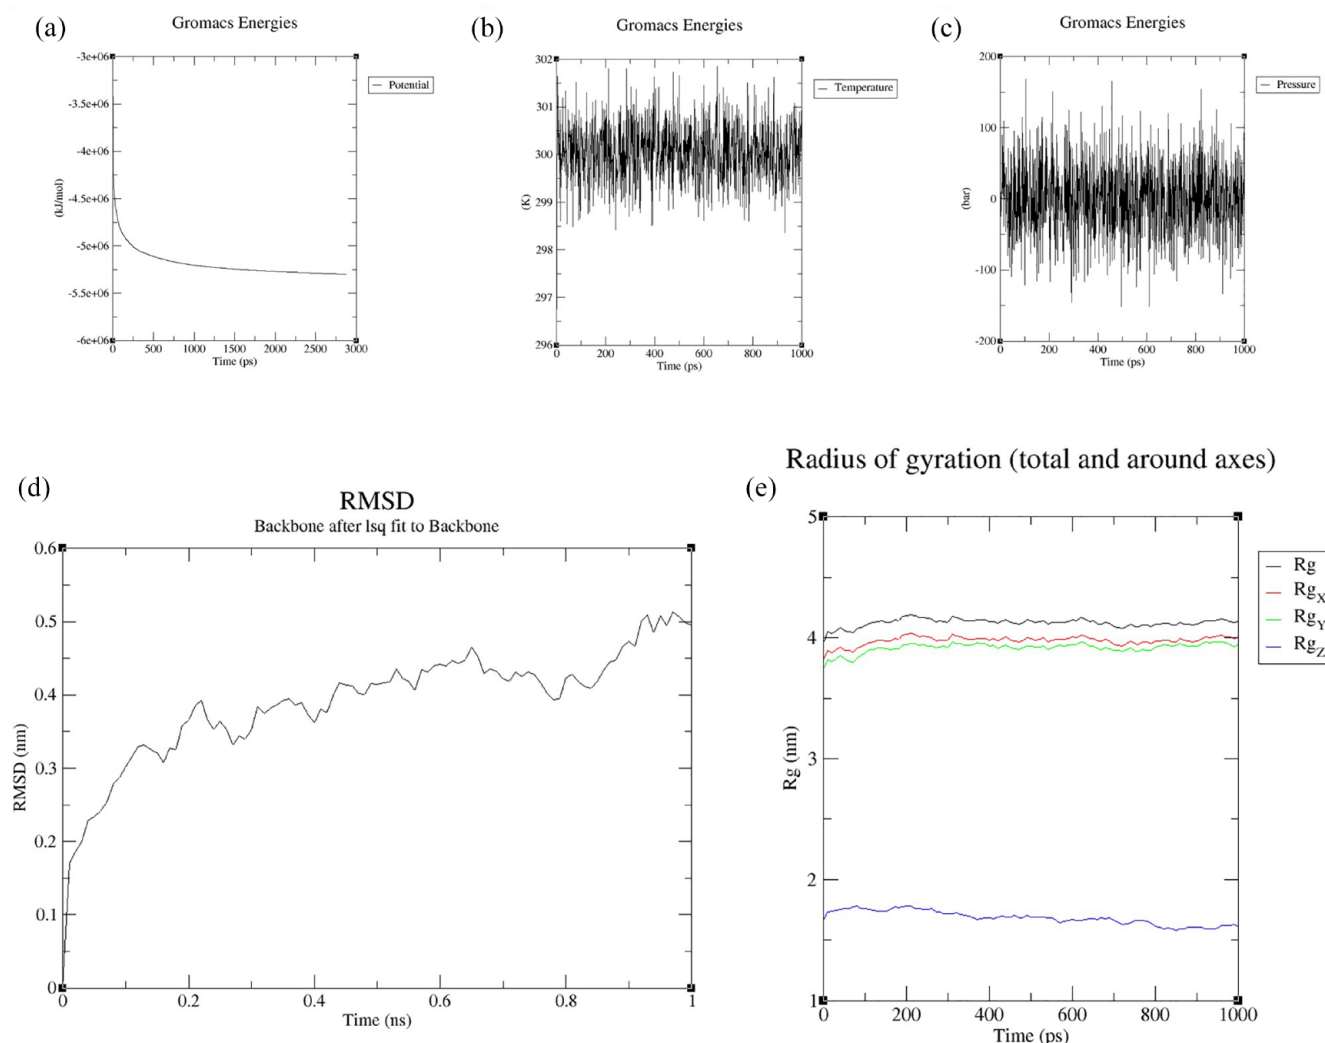 (a)
Gromacs Energies
-3e+06
-3.5e+06
-4e+06
-4.5e+06
-5e+06
-5.5e+06
-6e+06
(kJ/mol)
0 500 1000 1500 2000 2500 3000
Time (ps)
Potential
(b)
Gromacs Energies
302
301
300
299
298
297
296
(K)
0 200 400 600 800 1000
Time (ps)
Temperature
(c)
Gromacs Energies
200
100
0
-100
-200
(bar)
0 200 400 600 800 1000
Time (ps)
Pressure
(d)
RMSD
Backbone after lsq fit to Backbone
0.6
0.5
0.4
0.3
0.2
0.1
0
RMSD (nm)
0 0.2 0.4 0.6 0.8 1
Time (ns)
Radius of gyration (total and around axes)
(e)
5
4
3
2
1
Rg (nm)
0 200 400 600 800 1000
Time (ps)
Rg
RgX
RgY
RgZ